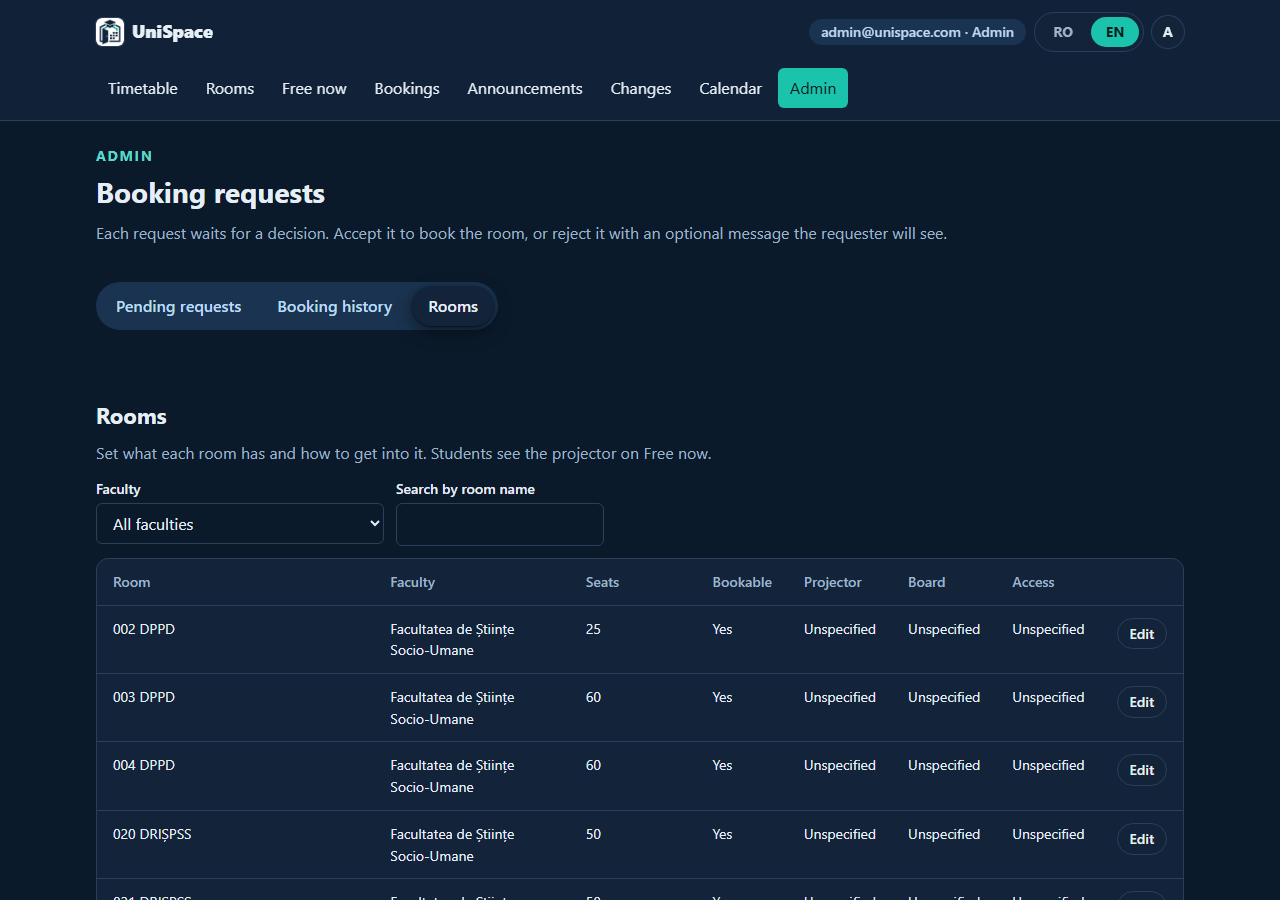 UniSpace
admin@unispace.com · Admin
RO
EN
A
Timetable
Rooms
Free now
Bookings
Announcements
Changes
Calendar
Admin
ADMIN
Booking requests
Each request waits for a decision. Accept it to book the room, or reject it with an optional message the requester will see.
Pending requests
Booking history
Rooms
Rooms
Set what each room has and how to get into it. Students see the projector on Free now.
Faculty
Search by room name
All faculties
Room Faculty Seats Bookable Projector Board Access
002 DPPD Facultatea de Științe 25 Yes Unspecified Unspecified Unspecified Edit
Socio-Umane
003 DPPD Facultatea de Științe 60 Yes Unspecified Unspecified Unspecified Edit
Socio-Umane
004 DPPD Facultatea de Științe 60 Yes Unspecified Unspecified Unspecified Edit
Socio-Umane
020 DRIȘPSS Facultatea de Științe 50 Yes Unspecified Unspecified Unspecified Edit
Socio-Umane